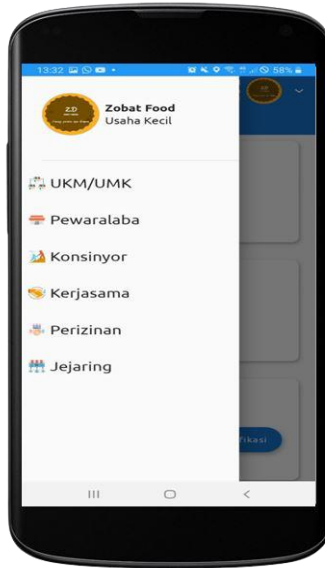 13:32
58%
Z.D
Zobat Food
Usaha Kecil
UKM/UMK
Pewaralaba
Konsinyor
Kerjasama
Perizinan
Jejaring
fikasi